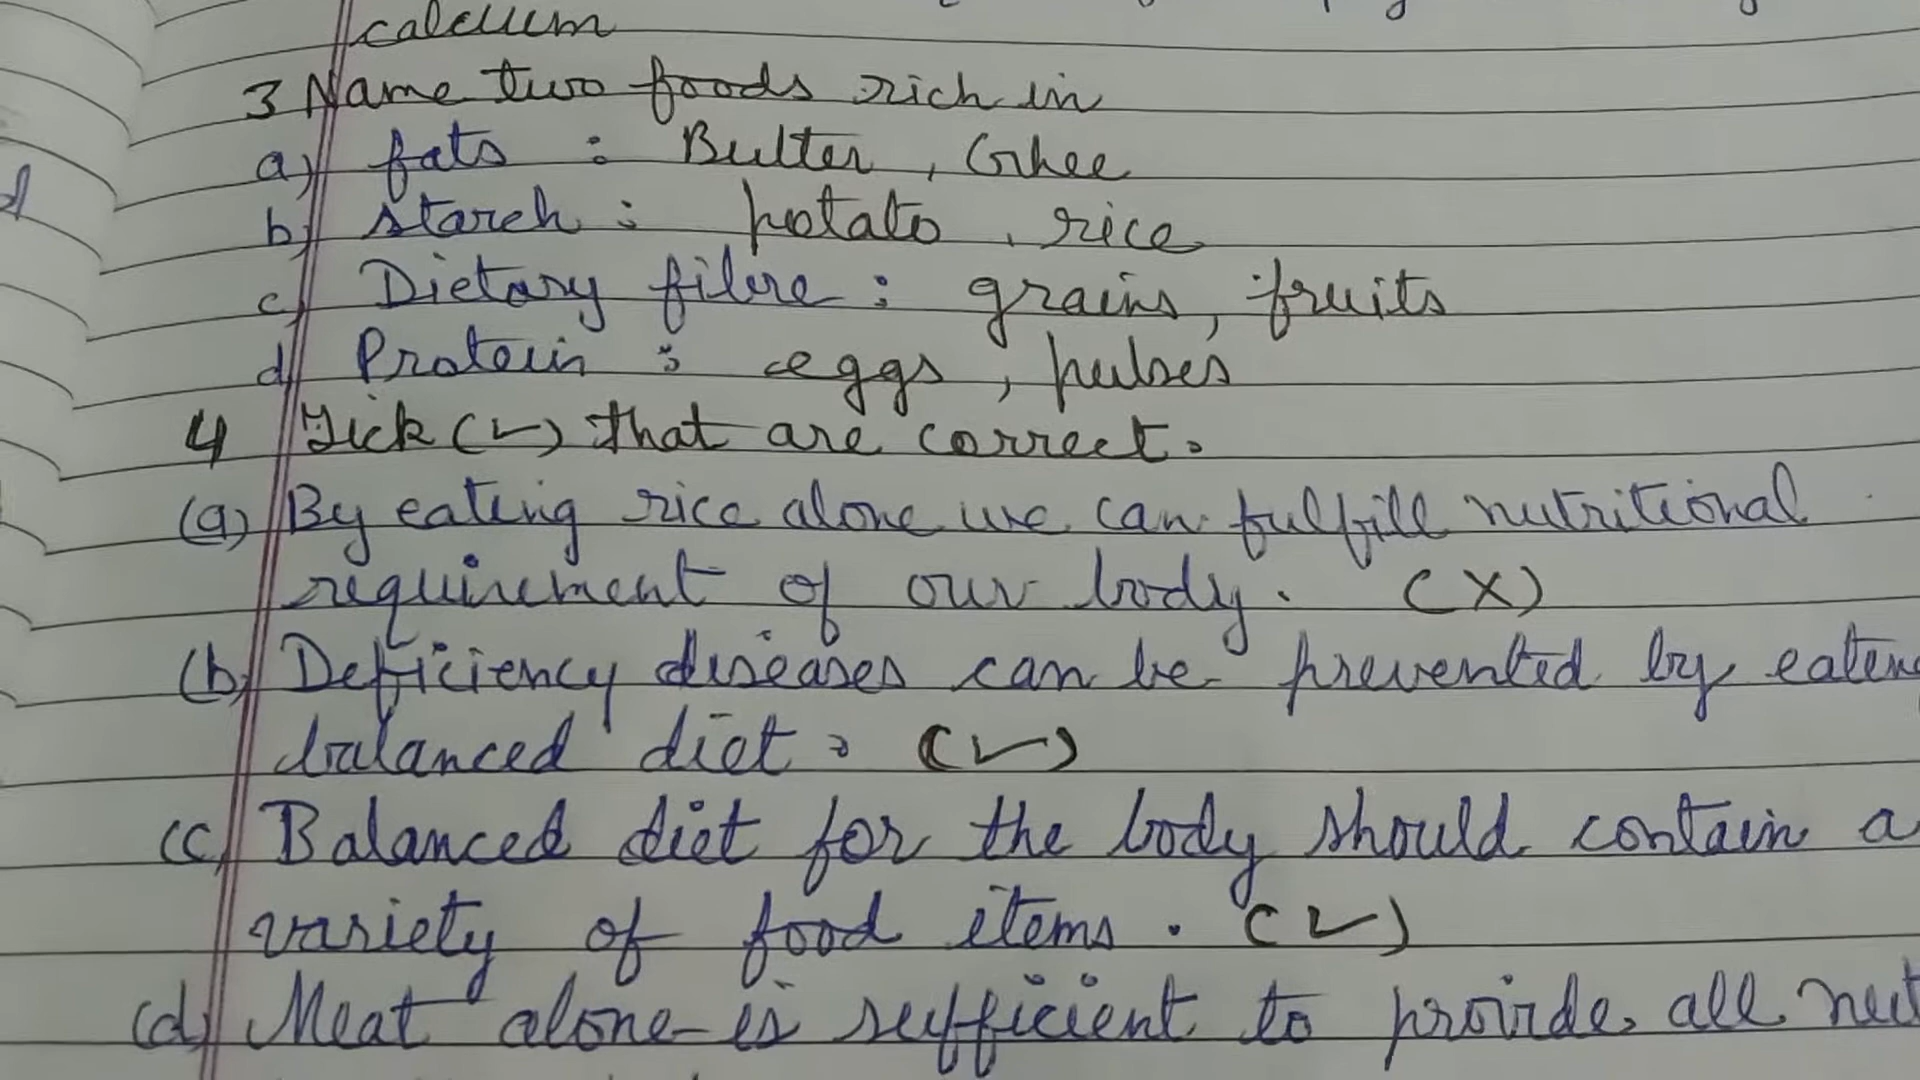 calcium
3 Name two foods rich in
a) fats : Butter, Ghee
b) starch : potato, rice
c) Dietary fibre : grains, fruits
d) Protein : eggs, pulses
4 Tick (✓) that are correct.
(a) By eating rice alone we can fulfill nutritional
requirement of our body. (X)
(b) Deficiency diseases can be prevented by eating
balanced diet. (✓)
(c) Balanced diet for the body should contain a
variety of food items. (✓)
(d) Meat alone is sufficient to provide all nut